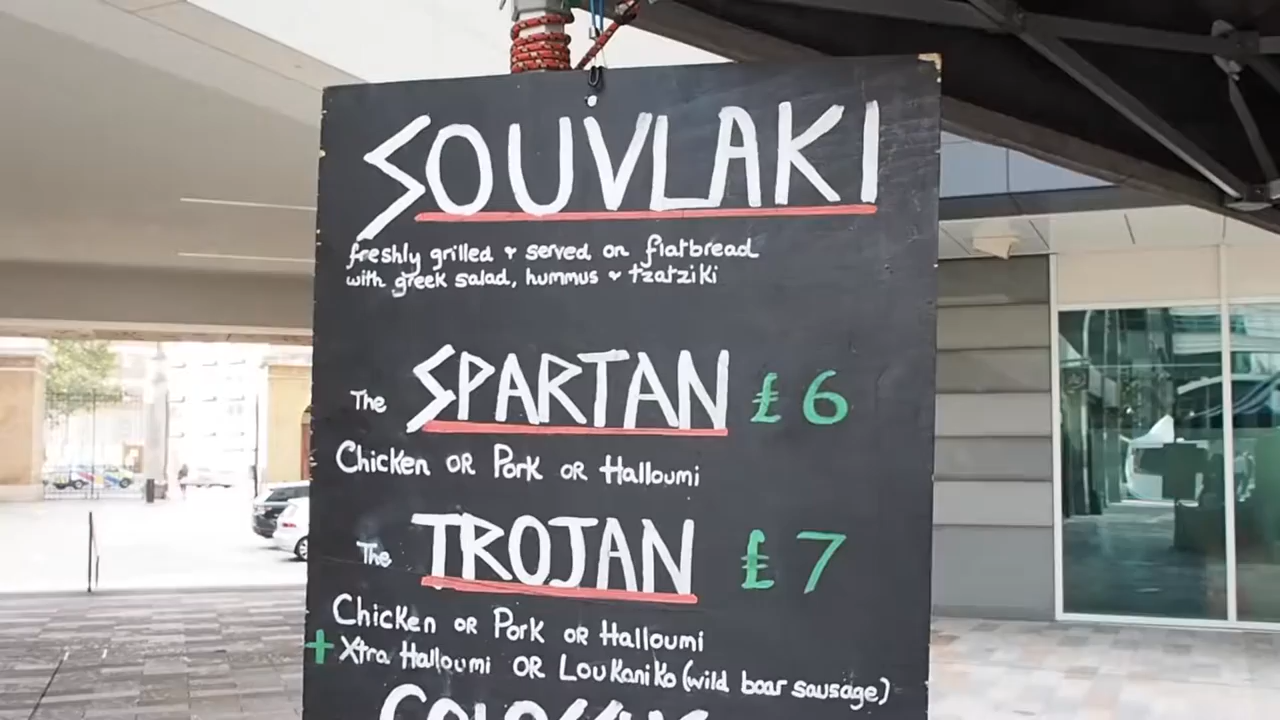 SOUVLAKI
freshly grilled & served on flatbread
with greek salad, hummus & tzatziki
The SPARTAN £6
Chicken OR Pork OR Halloumi
The TROJAN £7
Chicken OR Pork OR Halloumi
+ Xtra Halloumi OR LouKaniKo (wild boar sausage)